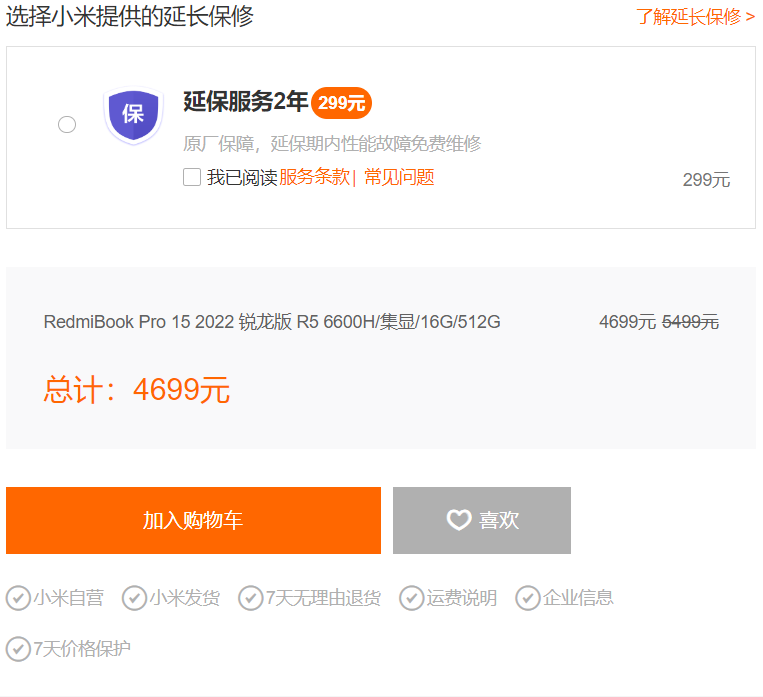 选择小米提供的延长保修 了解延长保修 >
保
延保服务2年 299元
原厂保障，延保期内性能故障免费维修
我已阅读服务条款| 常见问题
299元
RedmiBook Pro 15 2022 锐龙版 R5 6600H/集显/16G/512G 4699元 5499元
总计：4699元
加入购物车 喜欢
小米自营 小米发货 7天无理由退货 运费说明 企业信息
7天价格保护